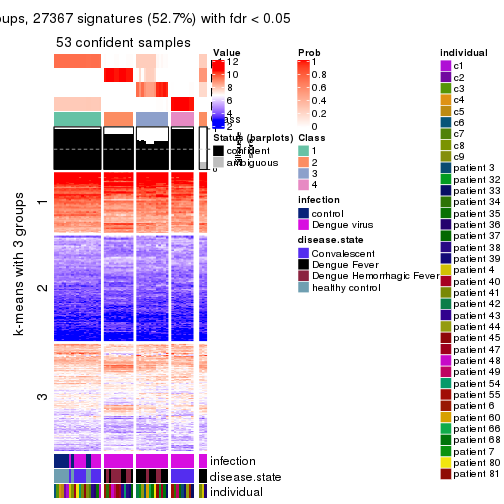 oups, 27367 signatures (52.7%) with fdr < 0.05
53 confident samples
k-means with 3 groups
1
2
3
infection
disease.state
individual
Value
12
10
8
6
4
2
Status (barplots)
confident
ambiguous
Prob
1
0.8
0.6
0.4
0.2
0
Class
1
2
3
4
infection
control
Dengue virus
disease.state
Convalescent
Dengue Fever
Dengue Hemorrhagic Fever
healthy control
individual
c1
c2
c3
c4
c5
c6
c7
c8
c9
patient 3
patient 32
patient 33
patient 34
patient 35
patient 36
patient 37
patient 38
patient 39
patient 4
patient 40
patient 41
patient 42
patient 43
patient 44
patient 45
patient 47
patient 48
patient 49
patient 54
patient 55
patient 6
patient 60
patient 66
patient 68
patient 7
patient 80
patient 81